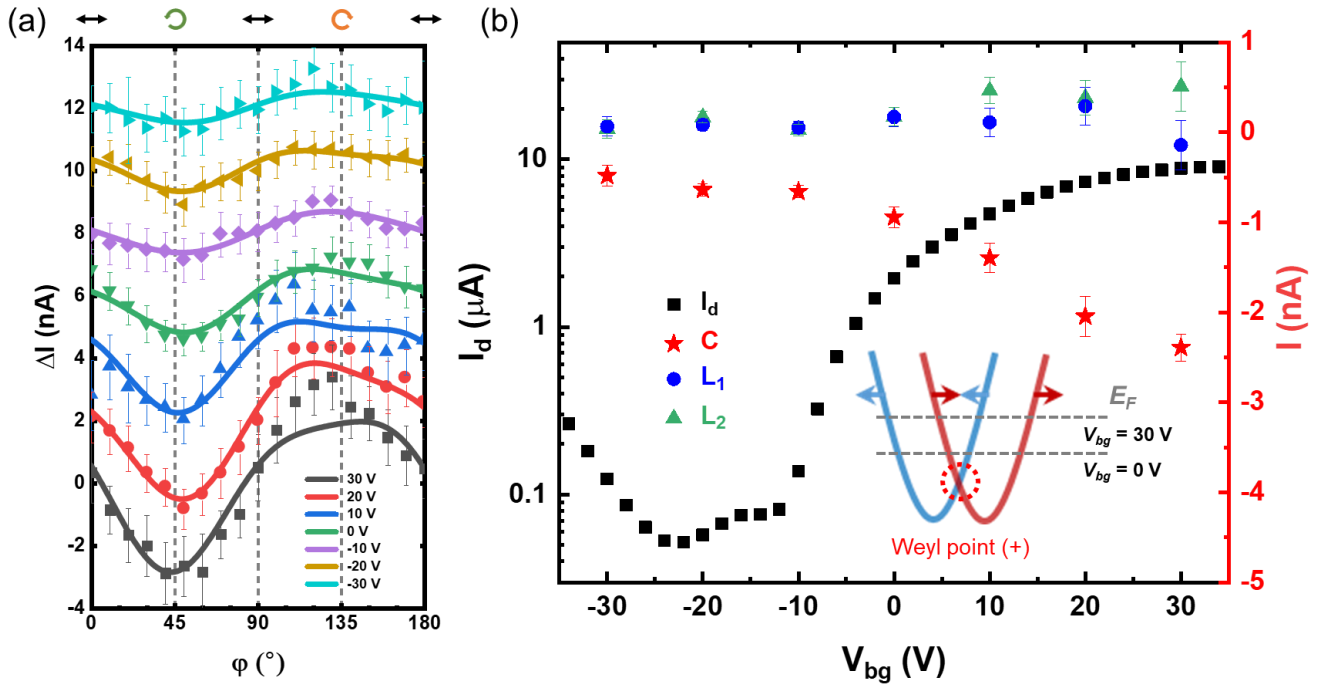 (a)
14
12
10
8
6
4
2
0
-2
-4
ΔI (nA)
30 V
20 V
10 V
0 V
-10 V
-20 V
-30 V
0 45 90 135 180
φ (°)
(b)
10
1
0.1
I_d (μA)
I_d
C
L₁
L₂
E_F
V_bg = 30 V
V_bg = 0 V
Weyl point (+)
1
0
-1
-2
-3
-4
-5
I (nA)
-30 -20 -10 0 10 20 30
V_bg (V)